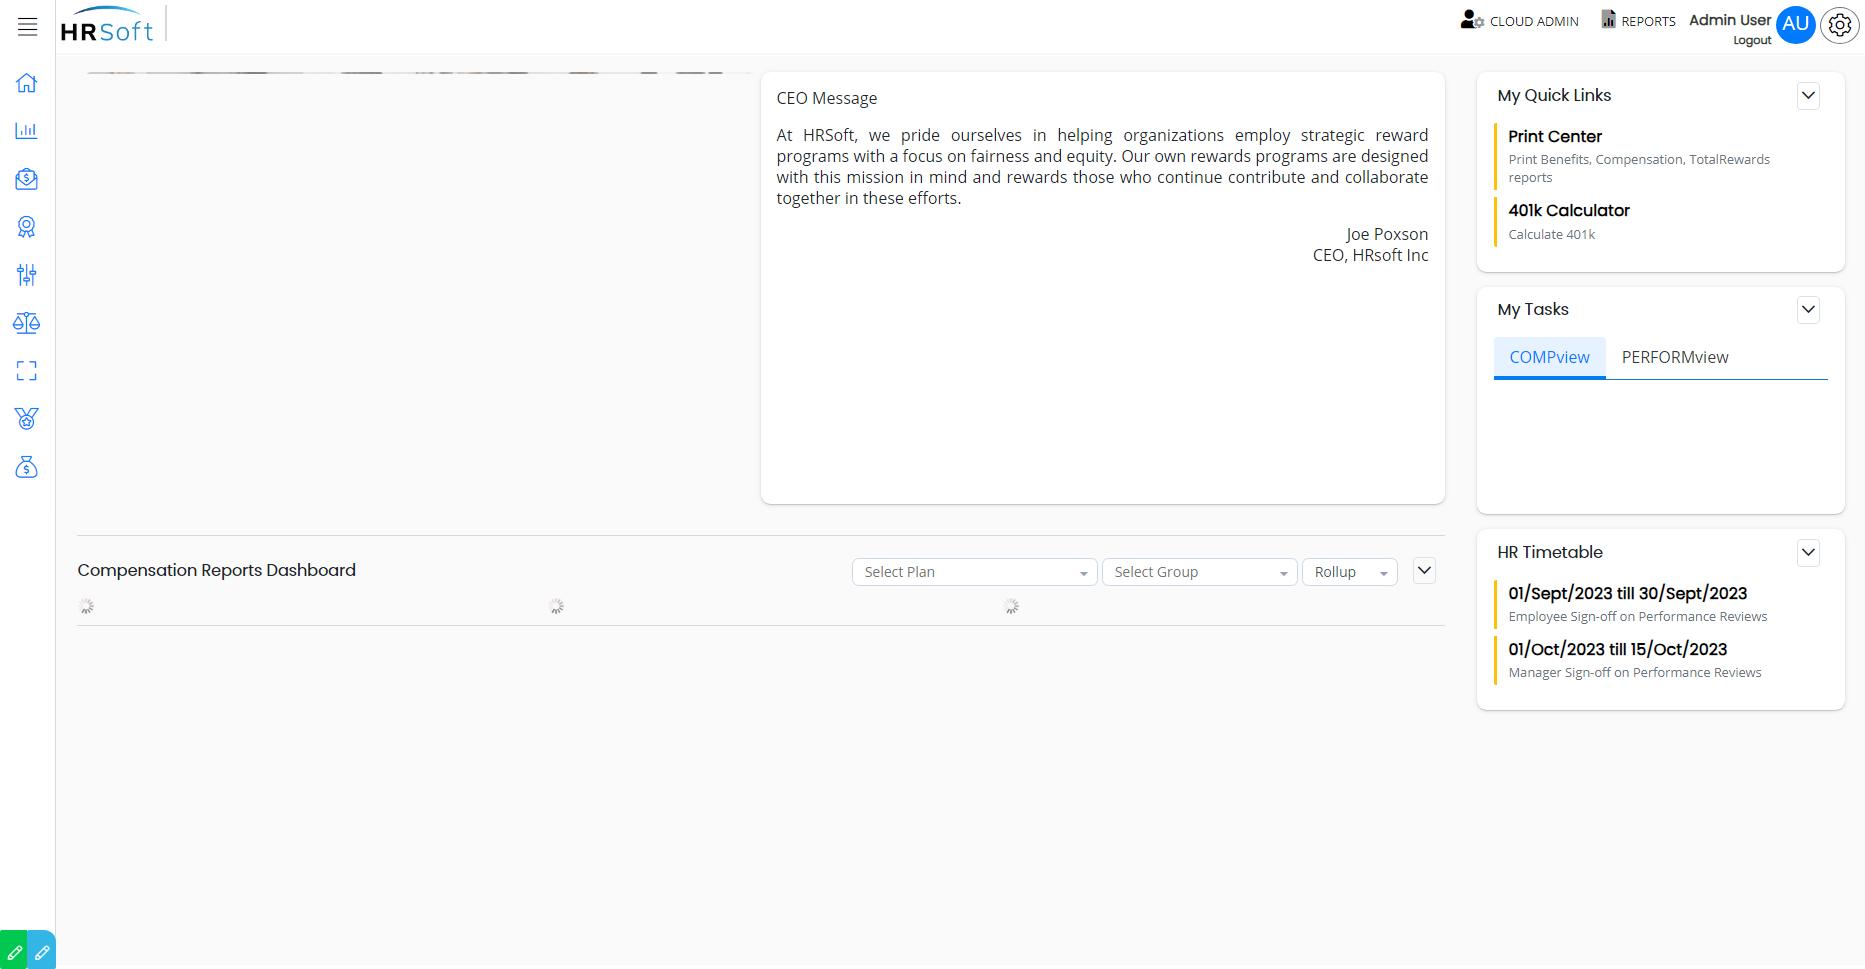 HRSoft
CLOUD ADMIN
REPORTS
Admin User
Logout
AU
CEO Message
At HRSoft, we pride ourselves in helping organizations employ strategic reward
programs with a focus on fairness and equity. Our own rewards programs are designed
with this mission in mind and rewards those who continue contribute and collaborate
together in these efforts.
Joe Poxson
CEO, HRsoft Inc
My Quick Links
Print Center
Print Benefits, Compensation, TotalRewards
reports
401k Calculator
Calculate 401k
My Tasks
COMPview
PERFORMview
Compensation Reports Dashboard
Select Plan
Select Group
Rollup
HR Timetable
01/Sept/2023 till 30/Sept/2023
Employee Sign-off on Performance Reviews
01/Oct/2023 till 15/Oct/2023
Manager Sign-off on Performance Reviews